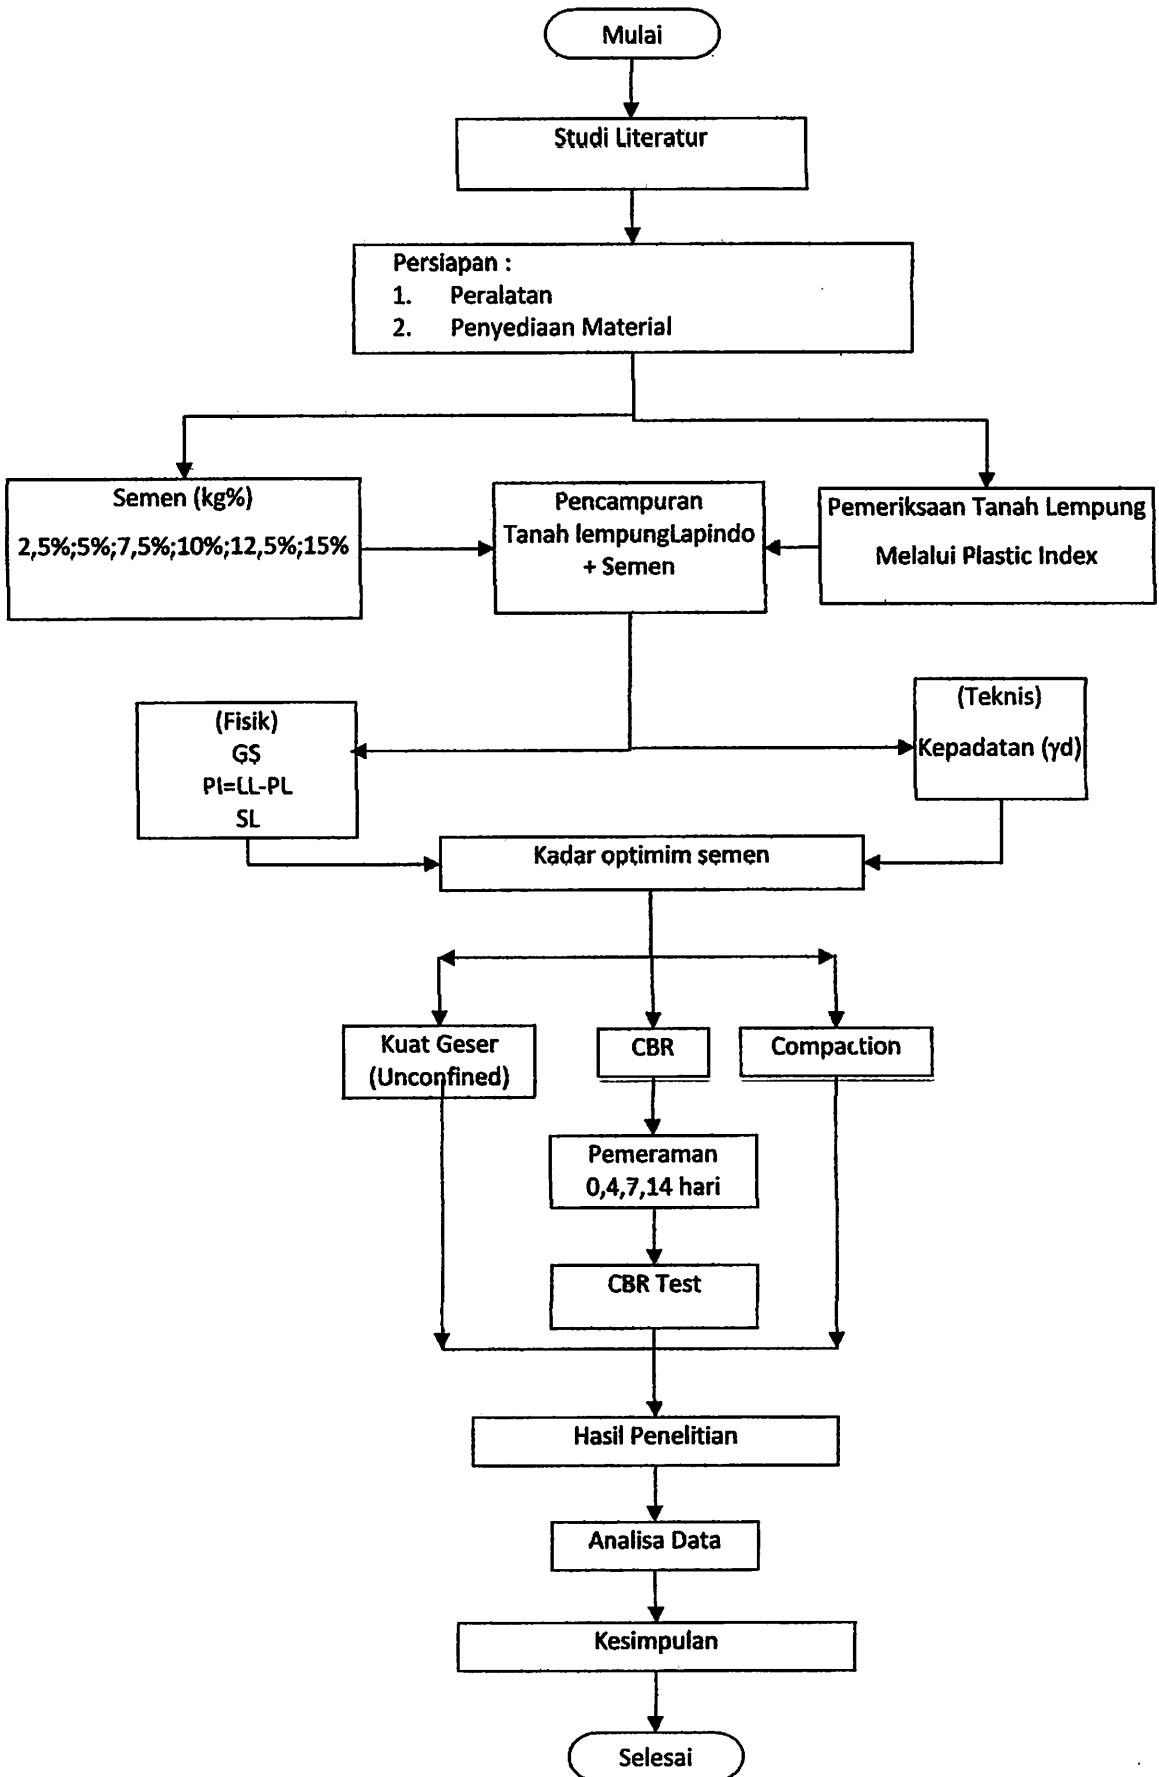 Mulai
Studi Literatur
Persiapan :
1. Peralatan
2. Penyediaan Material
Semen (kg%)
2,5%;5%;7,5%;10%;12,5%;15%
Pencampuran
Tanah lempungLapindo
+ Semen
Pemeriksaan Tanah Lempung
Melalui Plastic Index
(Fisik)
GS
PI=LL-PL
SL
(Teknis)
Kepadatan (γd)
Kadar optimim semen
Kuat Geser
(Unconfined)
CBR
Compaction
Pemeraman
0,4,7,14 hari
CBR Test
Hasil Penelitian
Analisa Data
Kesimpulan
Selesai